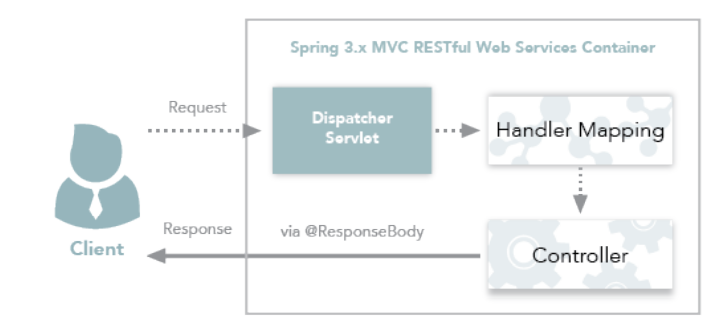 Spring 3.x MVC RESTful Web Services Container
Request
Dispatcher
Servlet
Handler Mapping
Client
Response
via @ResponseBody
Controller